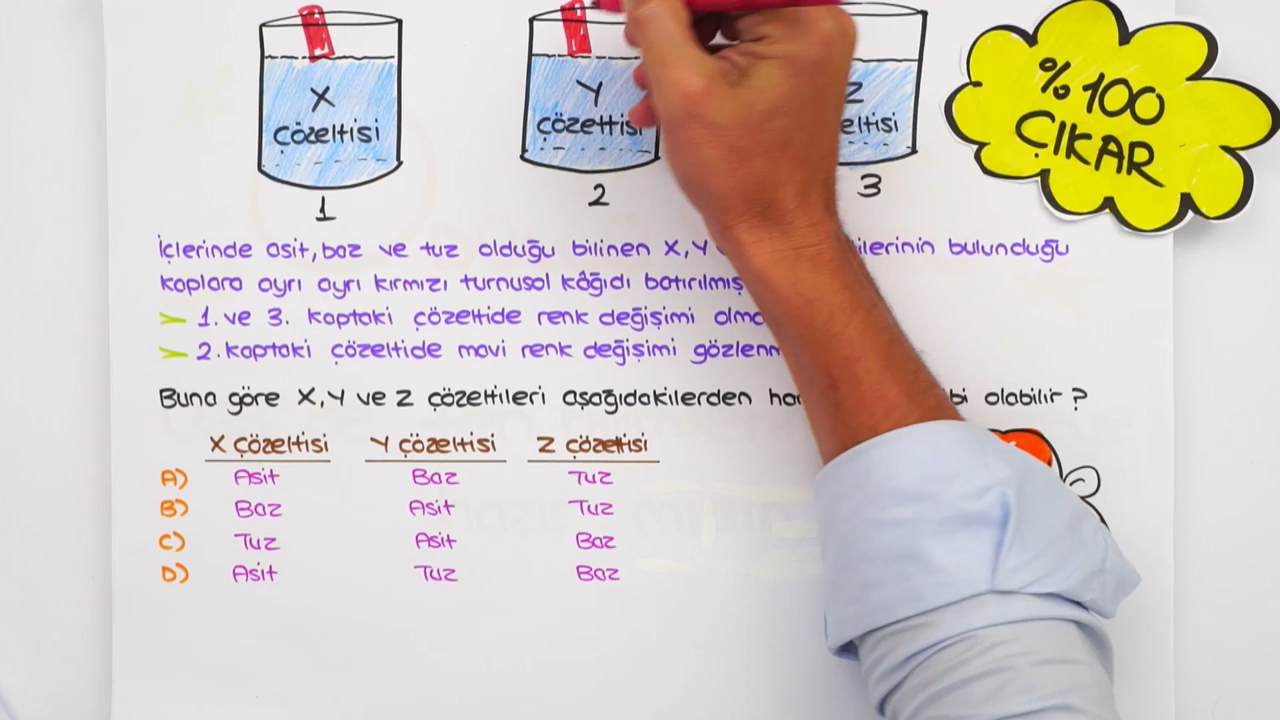 X
çözeltisi
1
Y
çözeltisi
2
Z
eltisi
3
%100
ÇIKAR
İçlerinde asit, baz ve tuz olduğu bilinen X, Y ilerinin bulunduğu
kaplara ayrı ayrı kırmızı turnusol kâğıdı batırılmış
➤ 1. ve 3. kaptaki çözeltide renk değişimi olma
➤ 2. kaptaki çözeltide mavi renk değişimi gözlenm
Buna göre X, Y ve Z çözeltileri aşağıdakilerden ha bi olabilir?
X çözeltisi Y çözeltisi Z çözeltisi
A) Asit Baz Tuz
B) Baz Asit Tuz
C) Tuz Asit Baz
D) Asit Tuz Baz